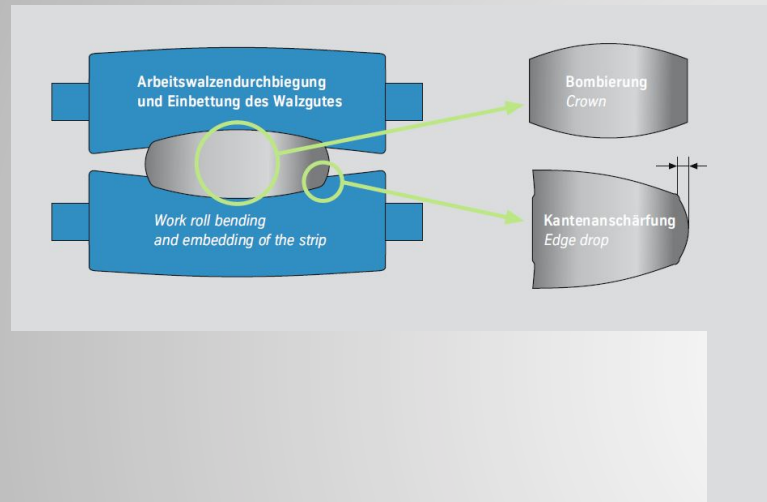 Arbeitswalzendurchbiegung
und Einbettung des Walzgutes
Work roll bending
and embedding of the strip
Bombierung
Crown
Kantenanschärfung
Edge drop